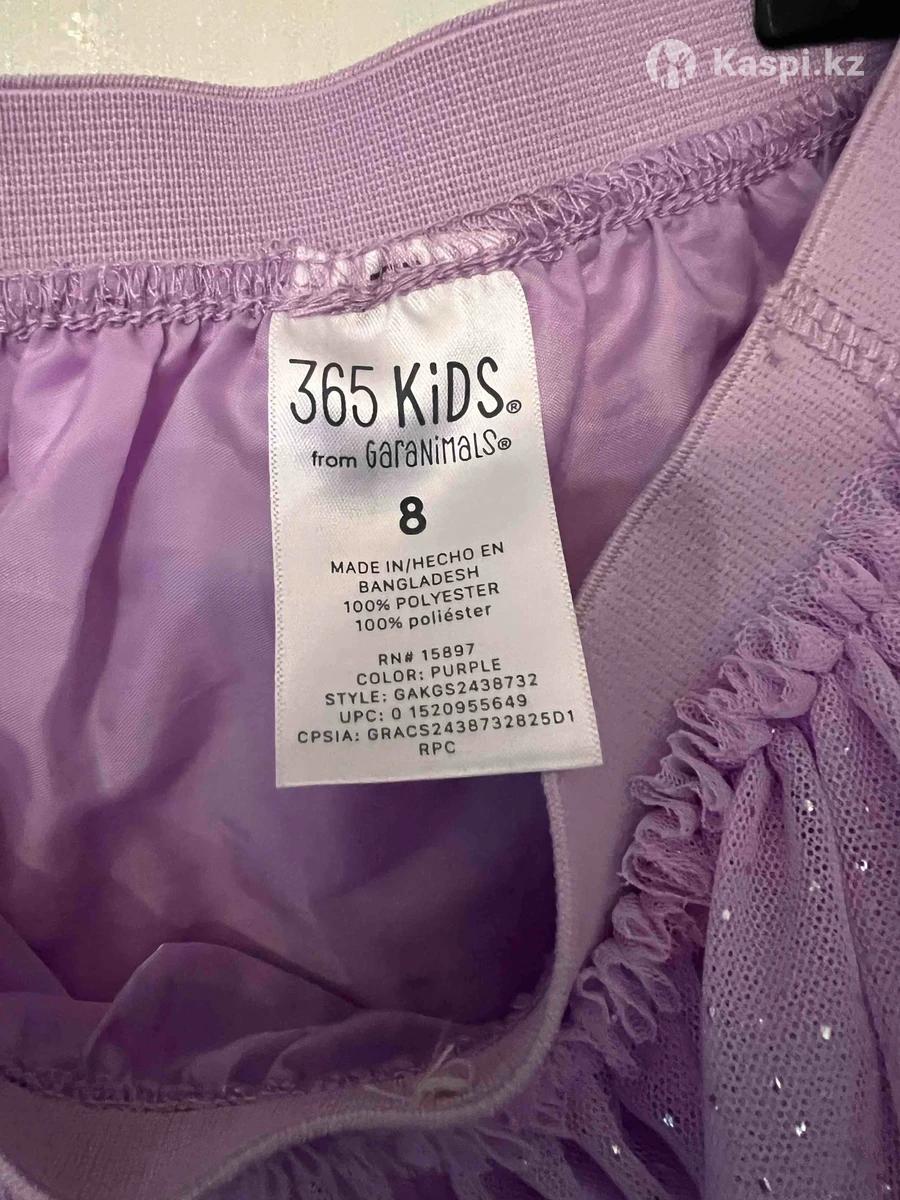 Kaspi.kz
365 KiDS®
from GaraNiMaLS®
8
MADE IN/HECHO EN
BANGLADESH
100% POLYESTER
100% poliéster
RN# 15897
COLOR: PURPLE
STYLE: GAKGS2438732
UPC: 0 1520955649
CPSIA: GRACS2438732825D1
RPC